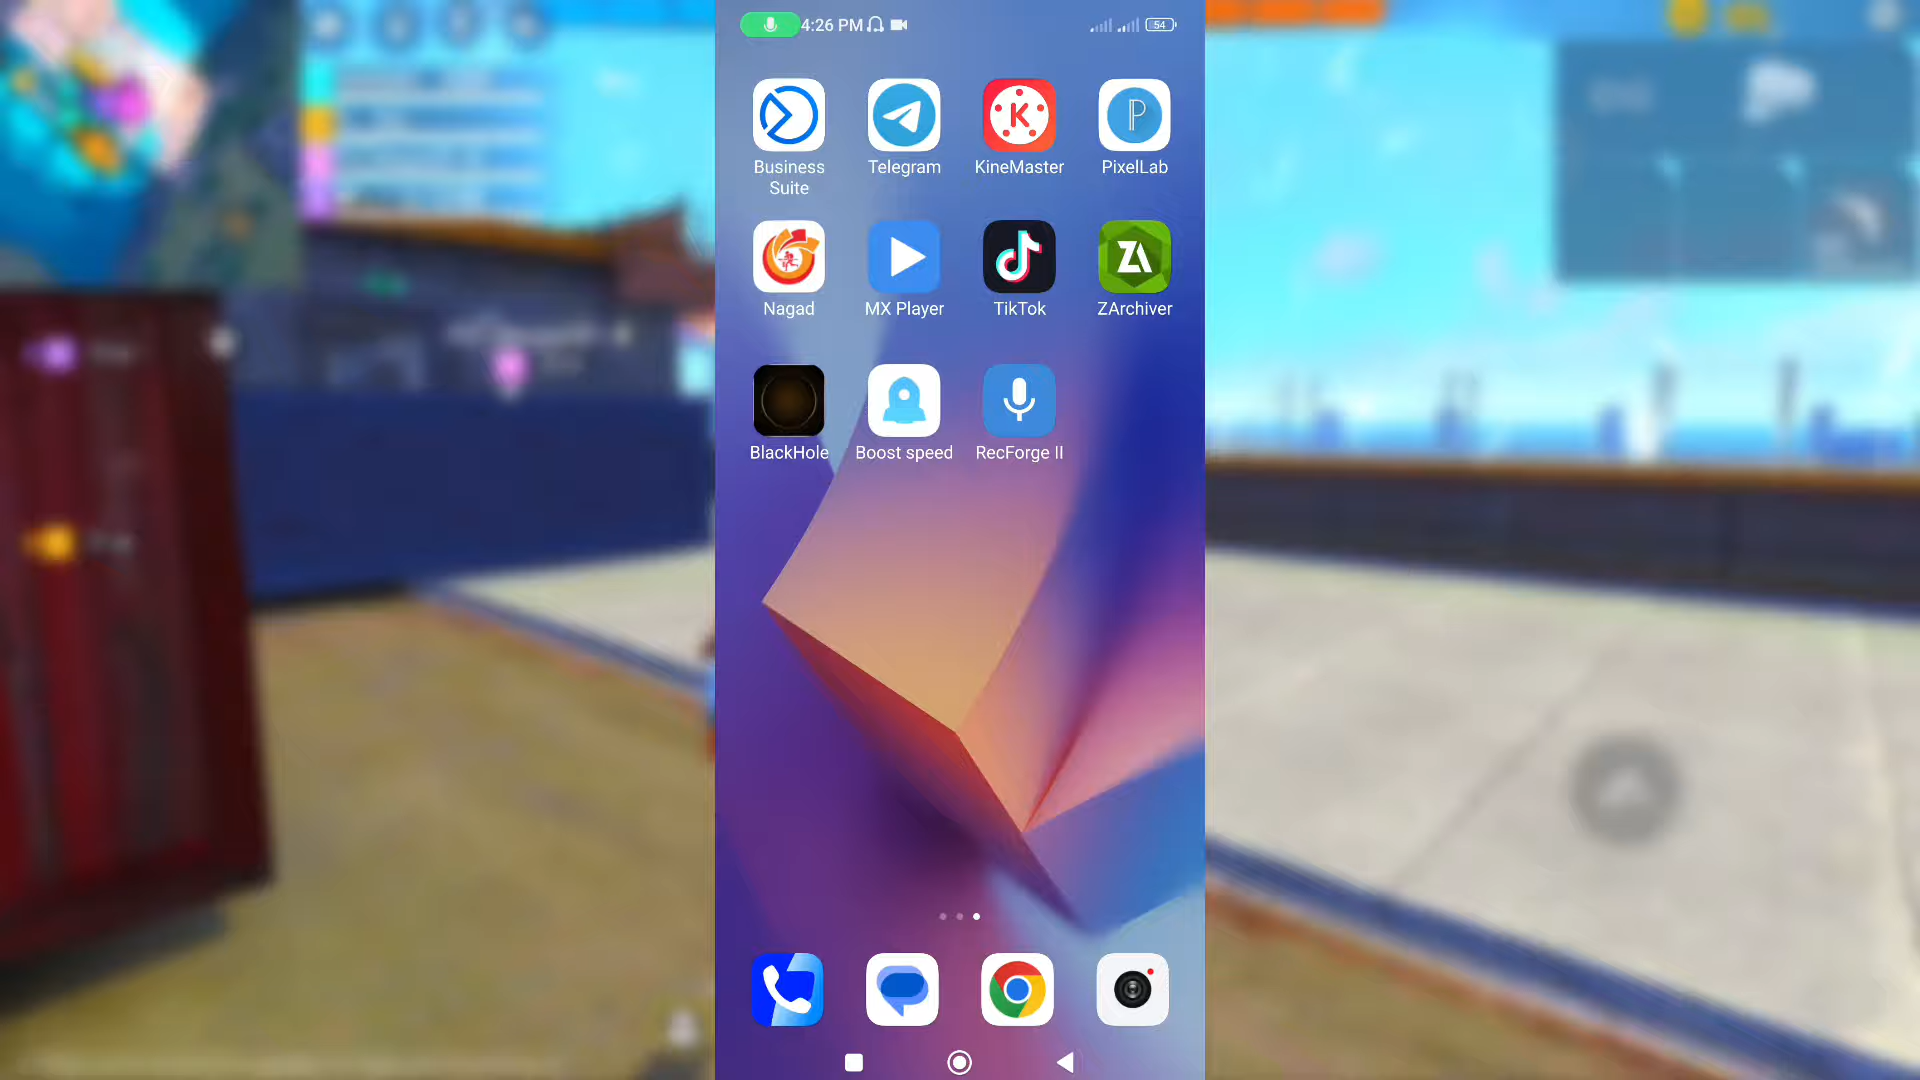 4:26 PM
54
Business Suite
Telegram
KineMaster
PixelLab
Nagad
MX Player
TikTok
ZArchiver
BlackHole
Boost speed
RecForge II